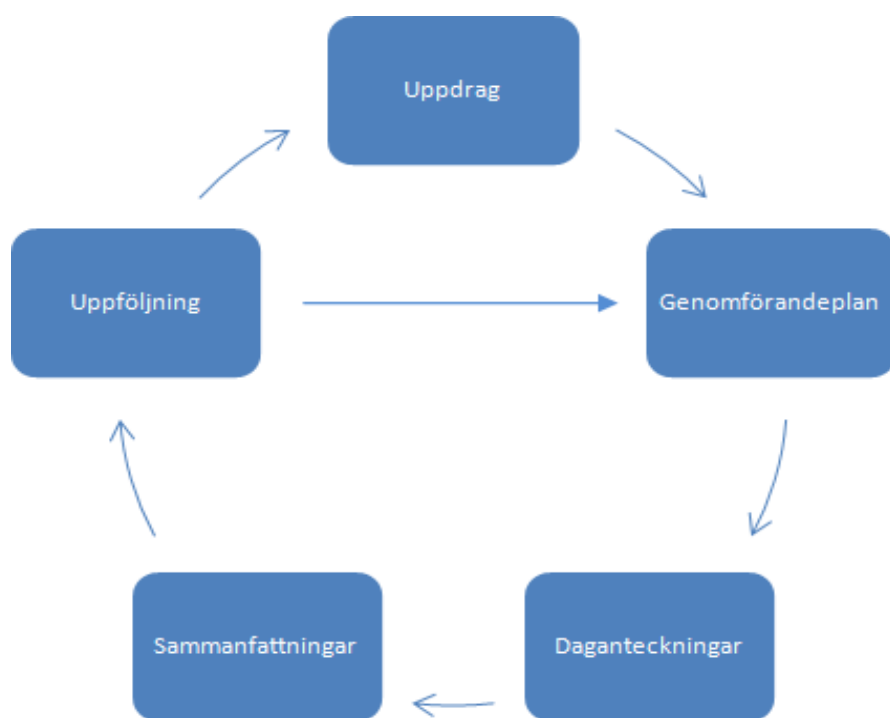 Uppdrag
Uppföljning
Genomförandeplan
Sammanfattningar
Daganteckningar